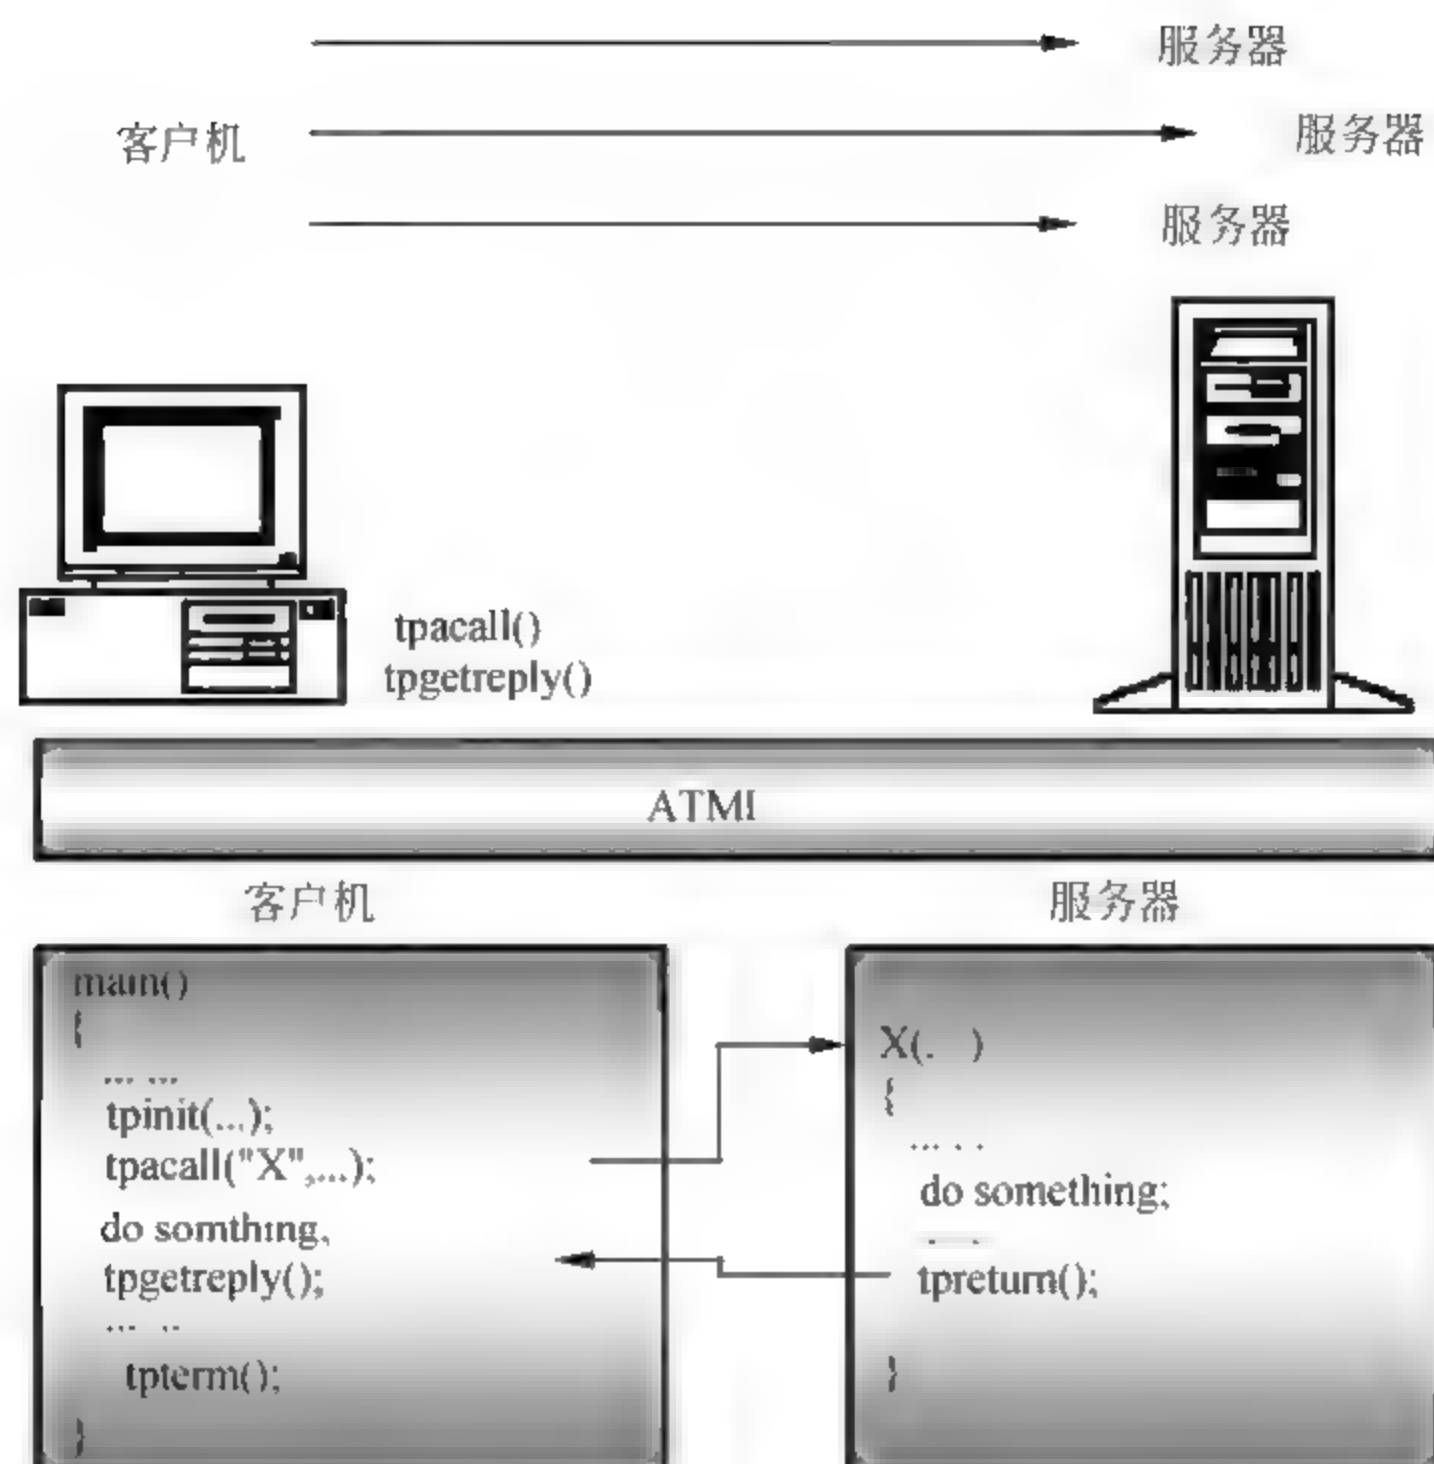 服务器
客户机
服务器
服务器
tpacall()
tpgetreply()
ATMI
客户机
服务器
main()
{
... ...
tpinit(...);
tpacall("X",...);
do somthing,
tpgetreply();
... ..
tpterm();
}
X(. )
{
... . .
do something;
. .
tpreturn();
}